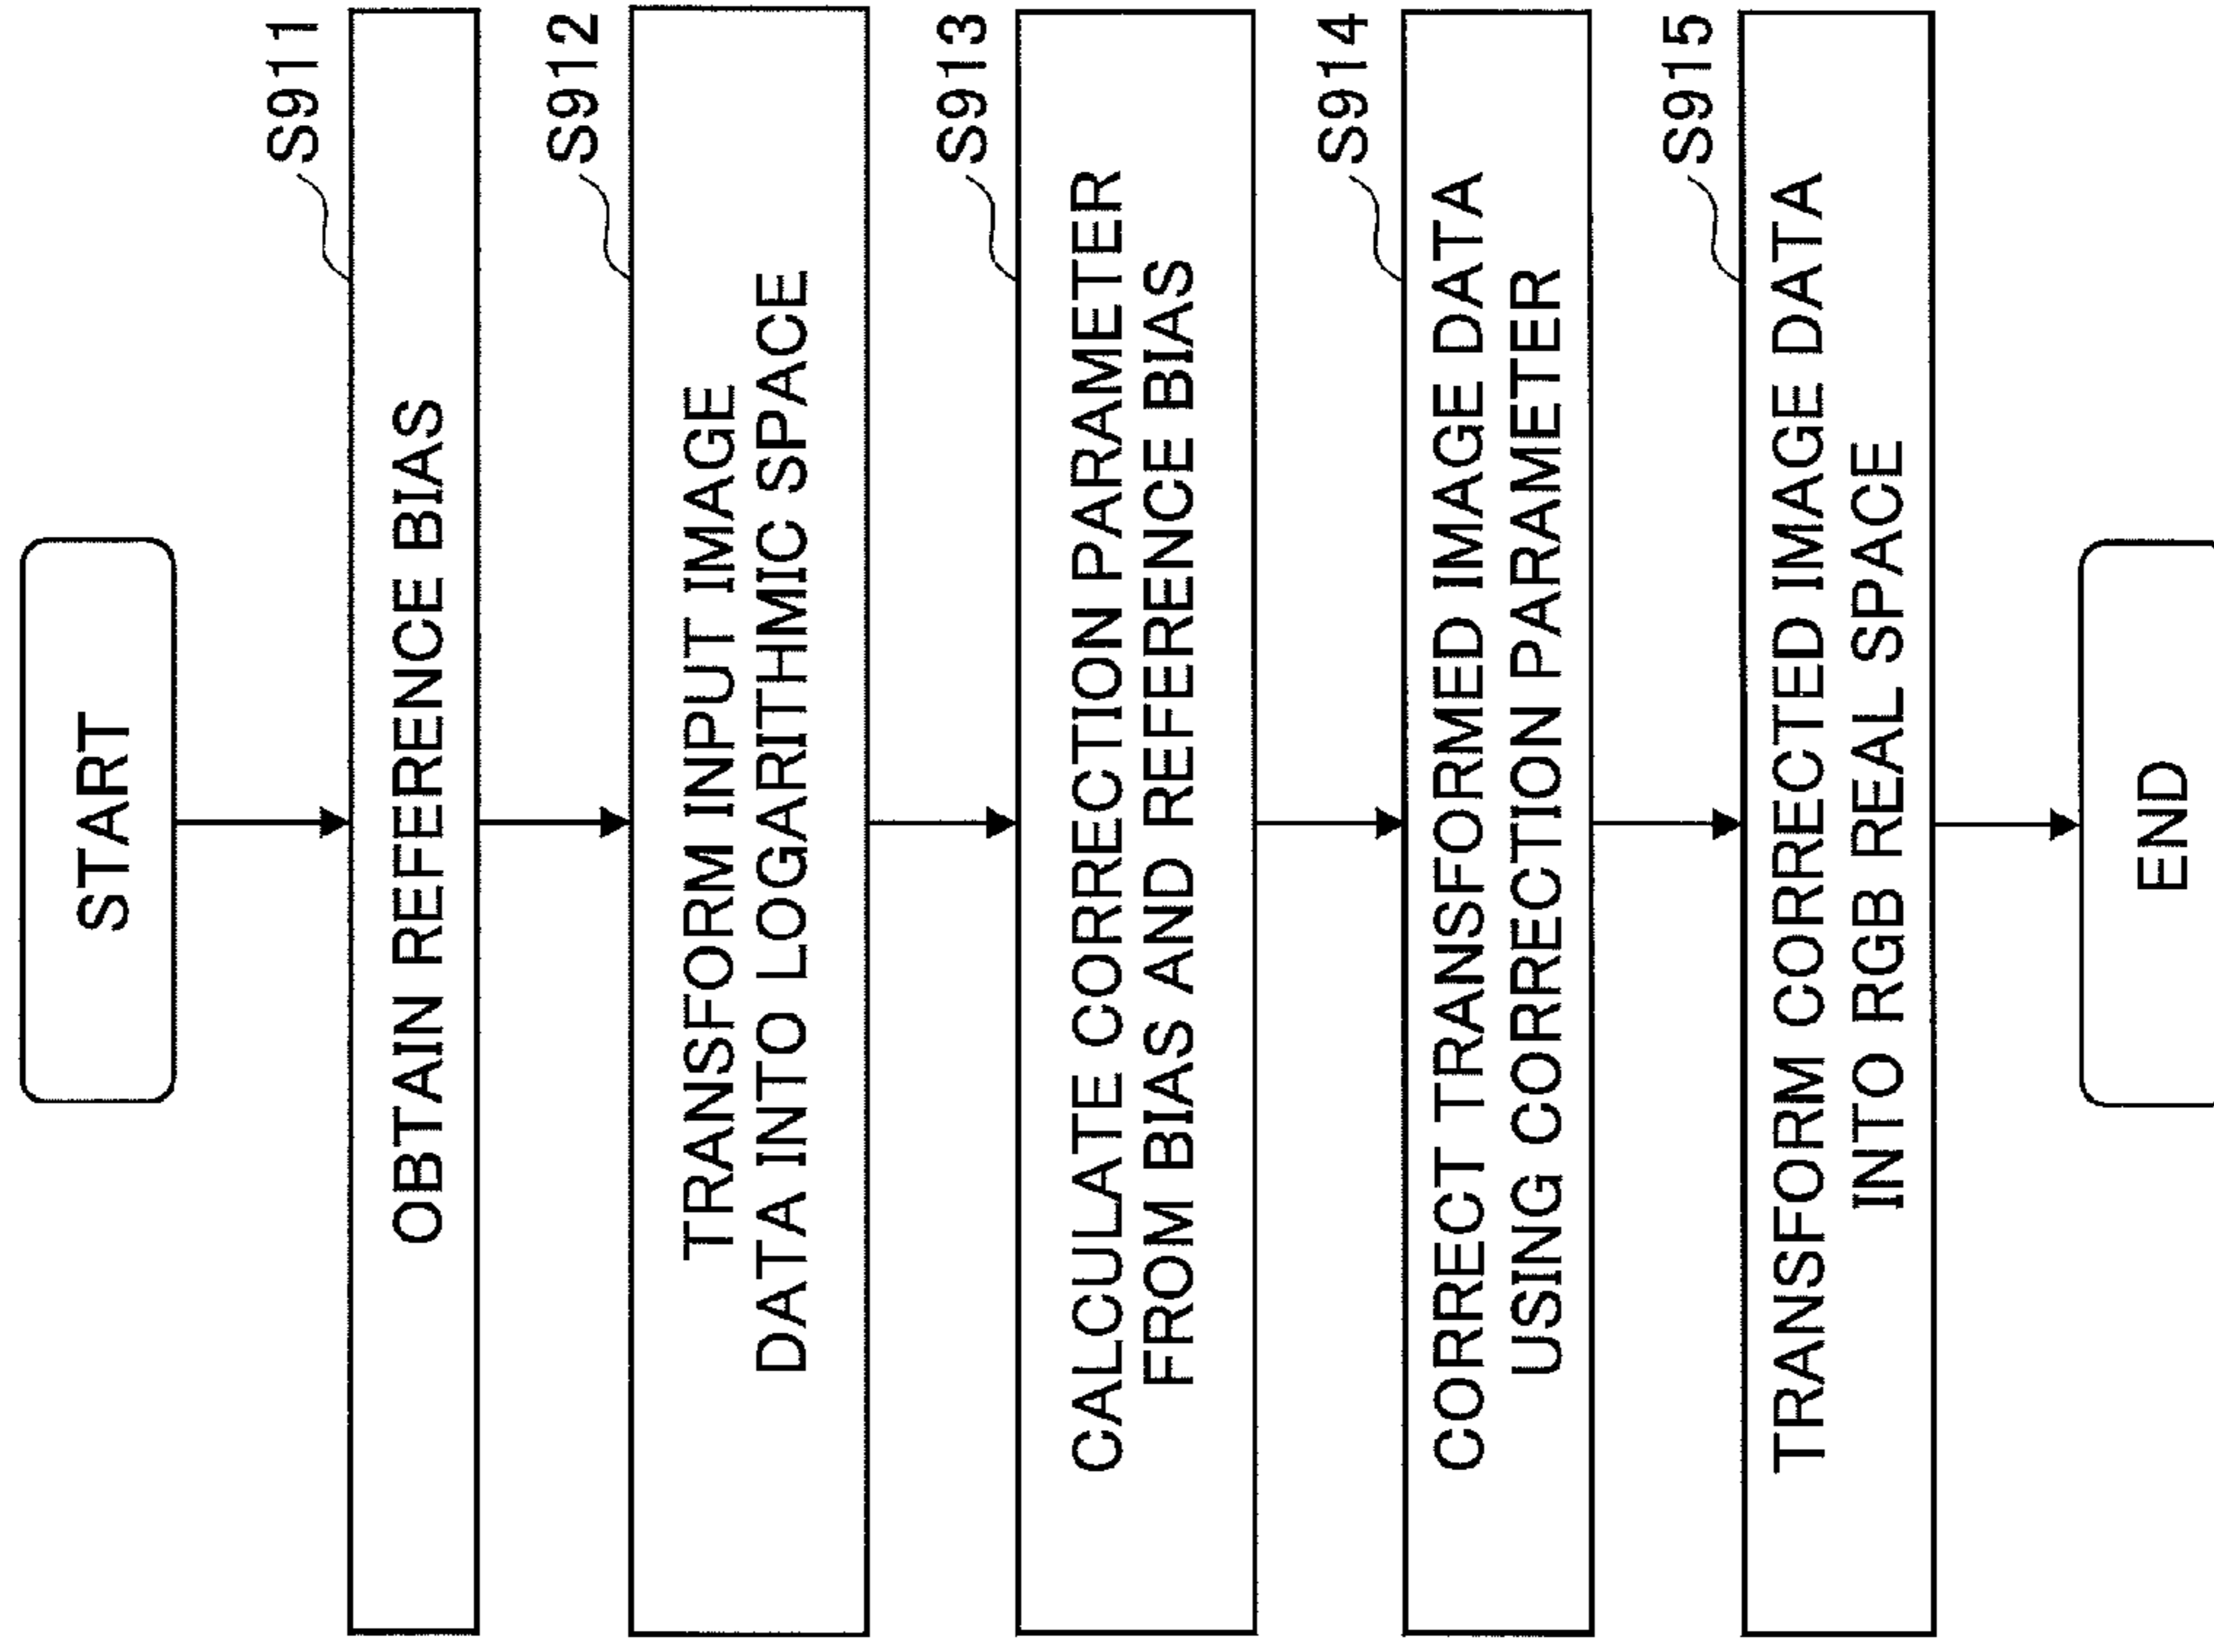 START
S911
OBTAIN REFERENCE BIAS
S912
TRANSFORM INPUT IMAGE
DATA INTO LOGARITHMIC SPACE
S913
CALCULATE CORRECTION PARAMETER
FROM BIAS AND REFERENCE BIAS
S914
CORRECT TRANSFORMED IMAGE DATA
USING CORRECTION PARAMETER
S915
TRANSFORM CORRECTED IMAGE DATA
INTO RGB REAL SPACE
END